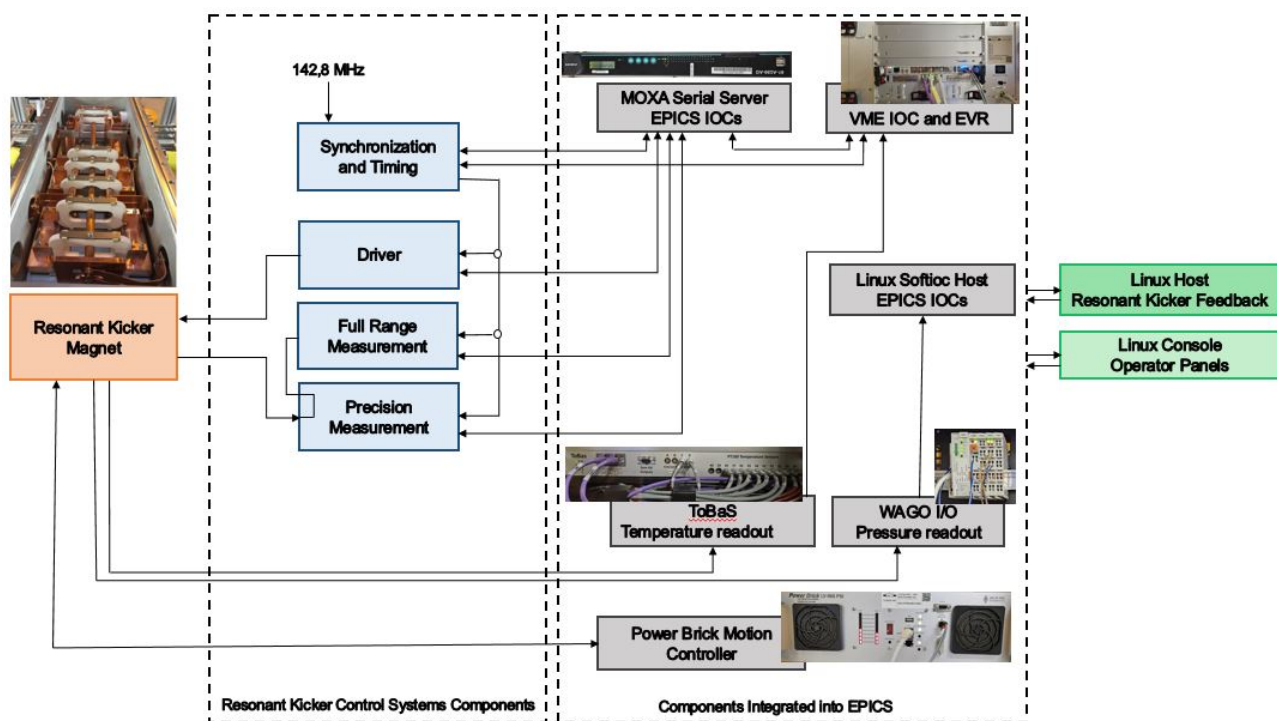 142,8 MHz
MOXA Serial Server
EPICS IOCs
VME IOC and EVR
Synchronization
and Timing
Driver
Linux Softioc Host
EPICS IOCs
Linux Host
Resonant Kicker Feedback
Resonant Kicker
Magnet
Full Range
Measurement
Linux Console
Operator Panels
Precision
Measurement
ToBaS
ToBaS
Temperature readout
WAGO I/O
Pressure readout
Power Brick
Power Brick Motion
Controller
Resonant Kicker Control Systems Components
Components Integrated into EPICS